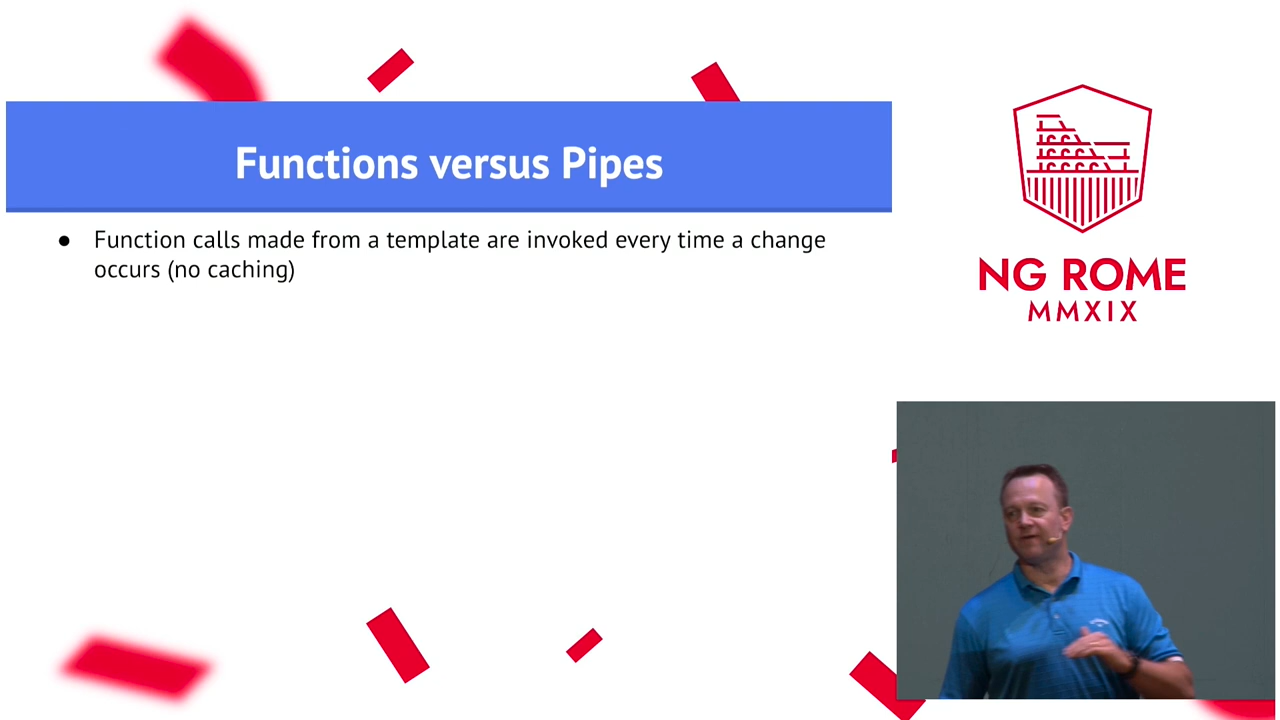 Functions versus Pipes
● Function calls made from a template are invoked every time a change
occurs (no caching)
NG ROME
MMXIX